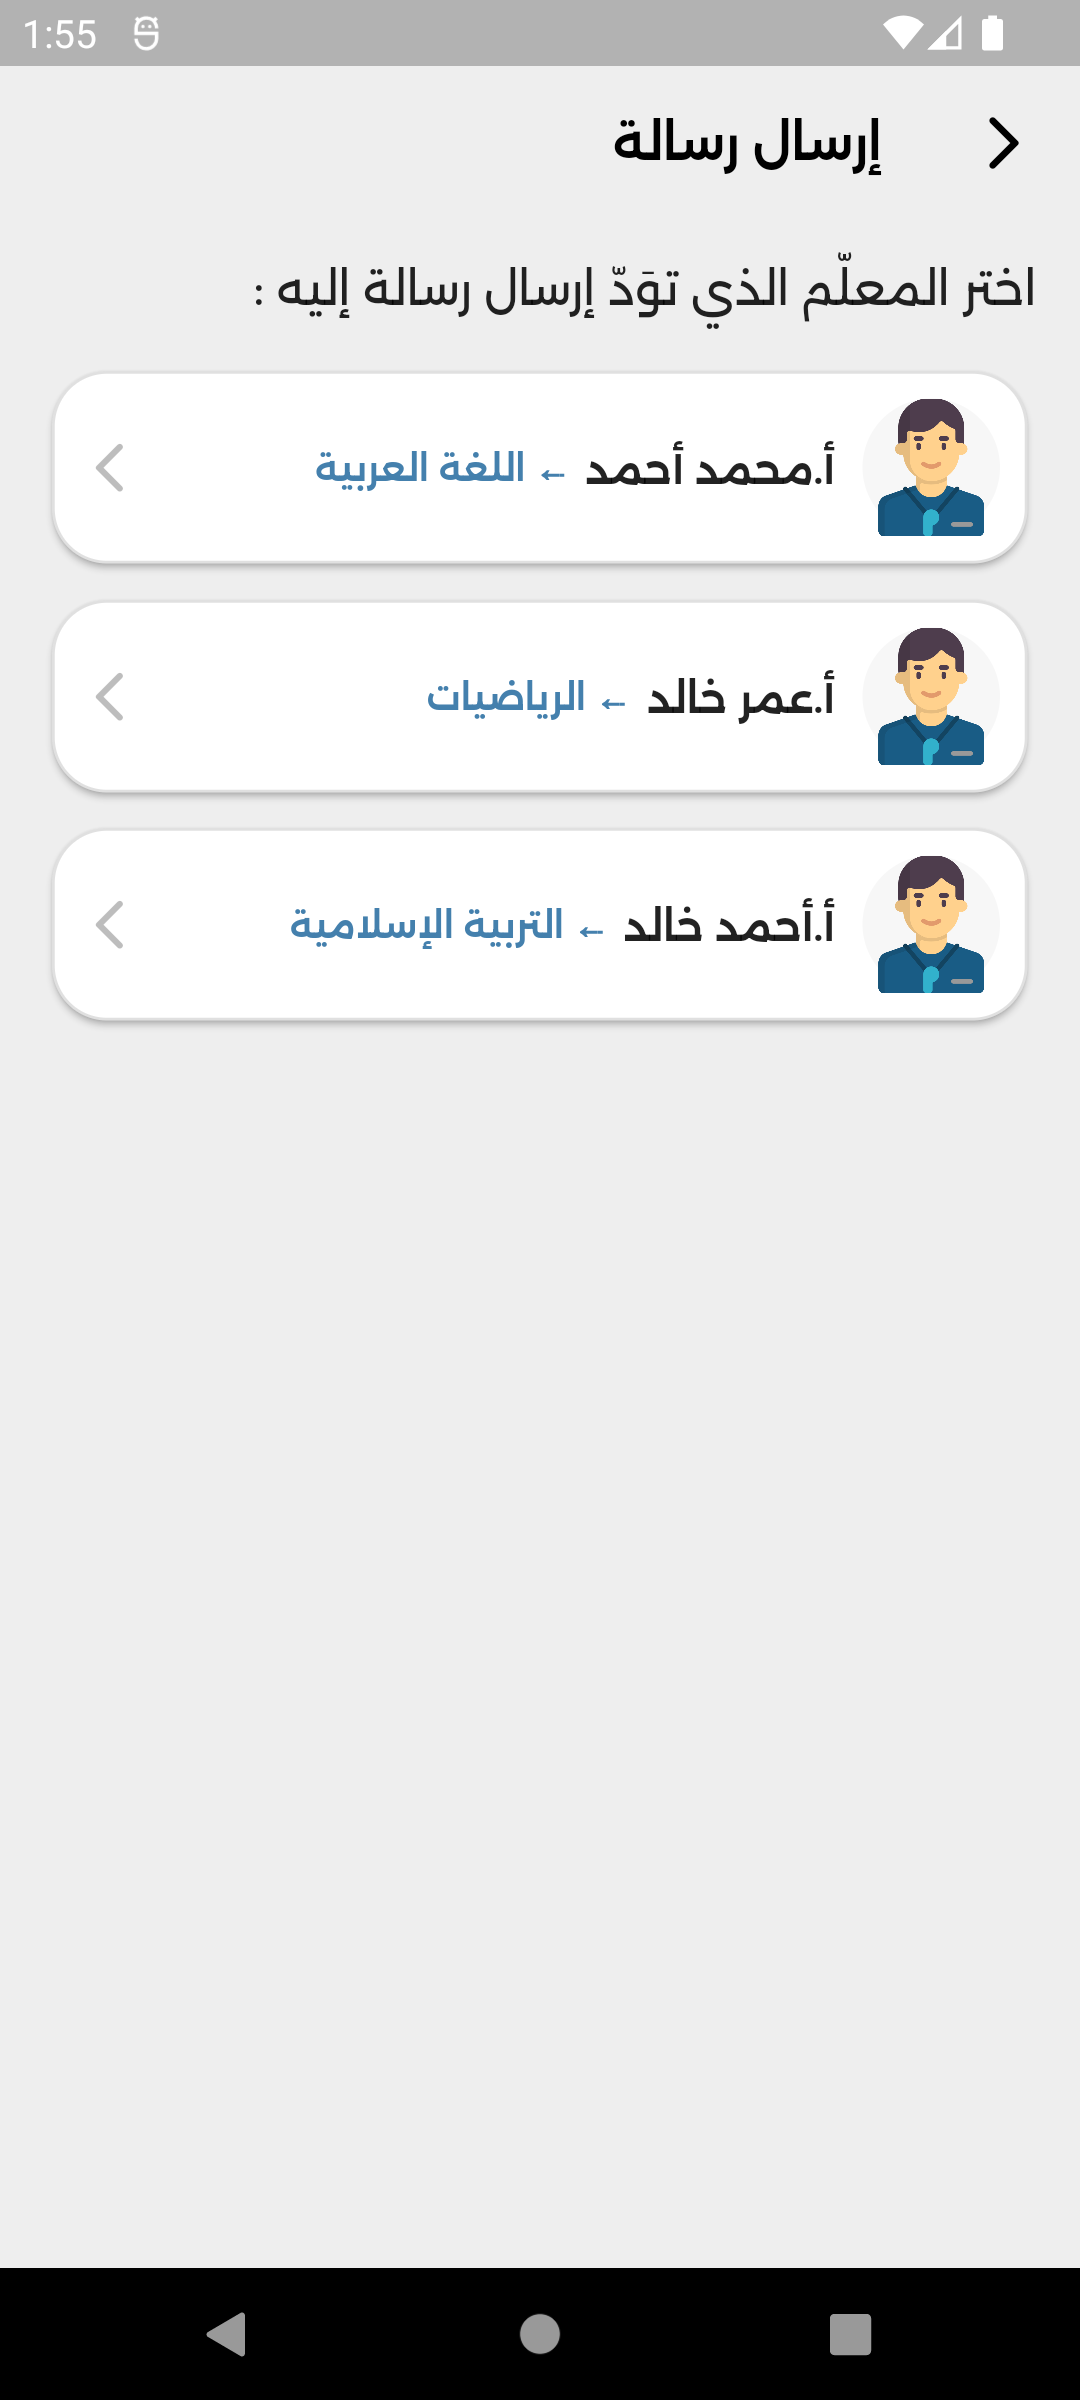 1:55
إرسال رسالة
اختر المعلّم الذي توَدّ إرسال رسالة إليه :
أ.محمد أحمد ← اللغة العربية
أ.عمر خالد ← الرياضيات
أ.أحمد خالد ← التربية الإسلامية